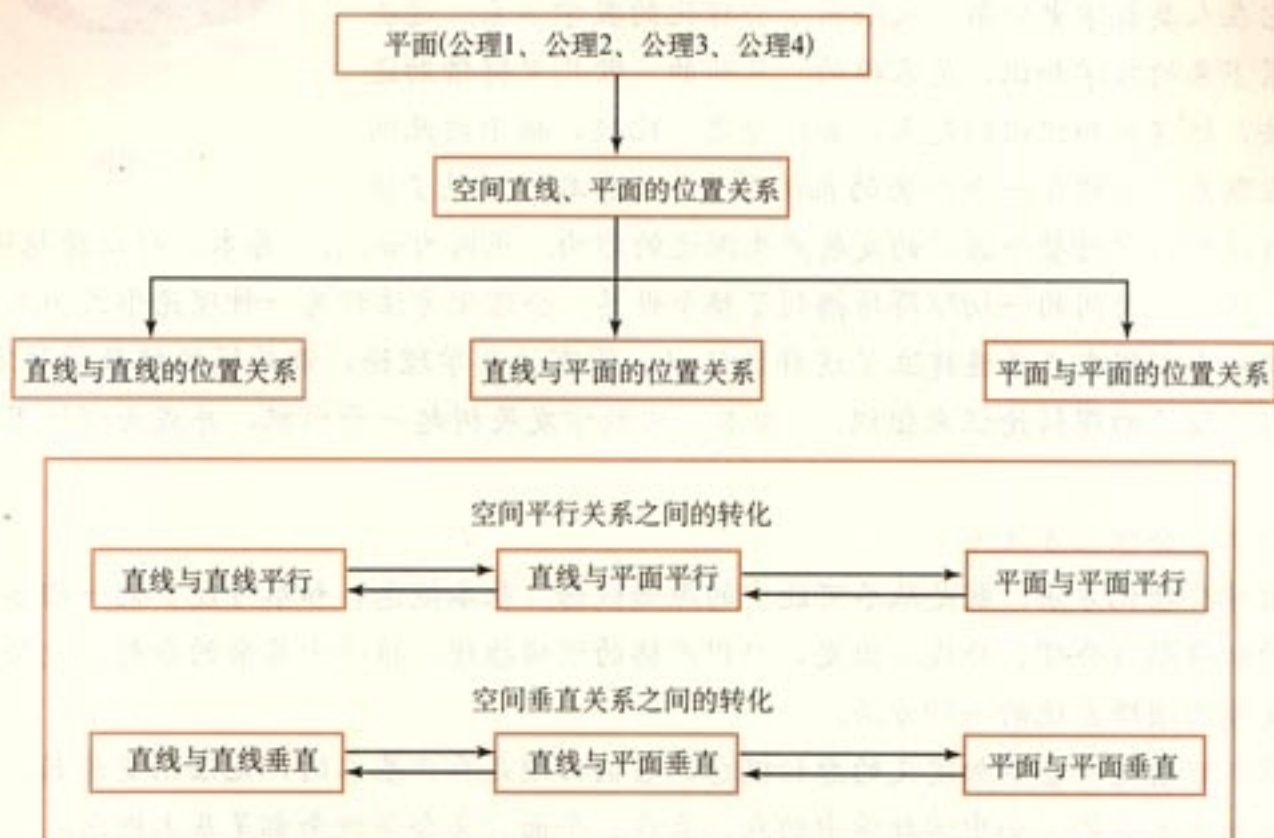 平面(公理1、公理2、公理3、公理4)
空间直线、平面的位置关系
直线与直线的位置关系 直线与平面的位置关系 平面与平面的位置关系
空间平行关系之间的转化
直线与直线平行 直线与平面平行 平面与平面平行
空间垂直关系之间的转化
直线与直线垂直 直线与平面垂直 平面与平面垂直